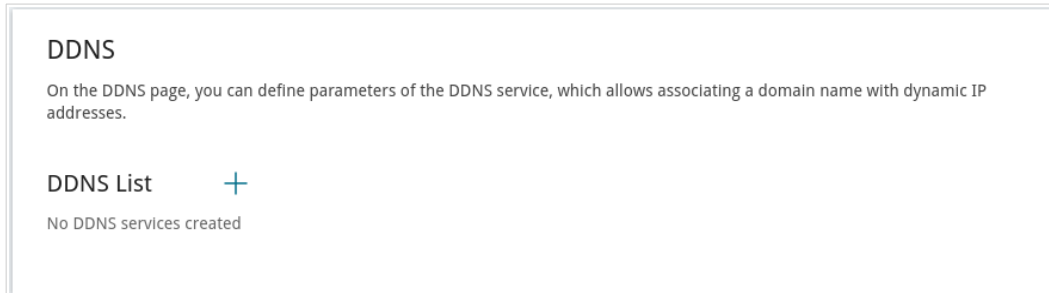 DDNS
On the DDNS page, you can define parameters of the DDNS service, which allows associating a domain name with dynamic IP
addresses.
DDNS List
No DDNS services created